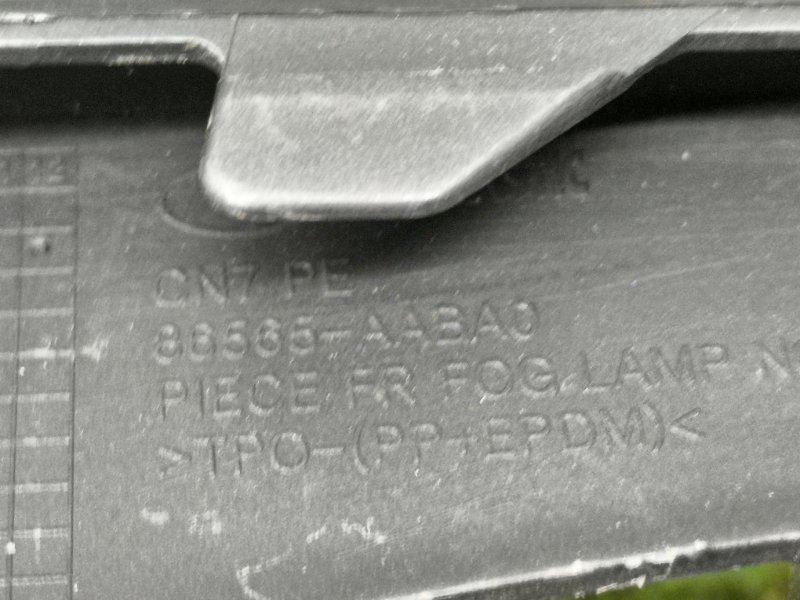 CN7 PE
86565-AABA0
PIECE FR FOG LAMP
>TPO-(PP+EPDM)<